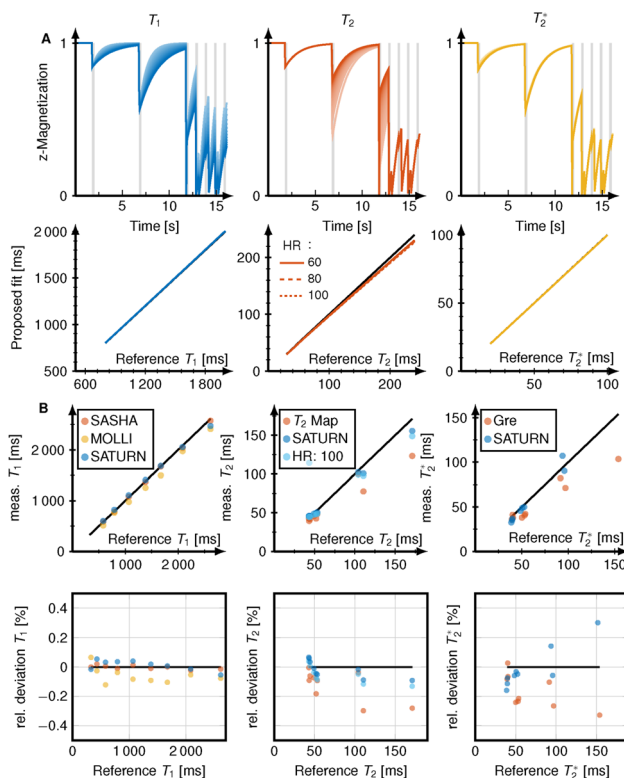 T1
T2
T2*
A
z-Magnetization
1
0
5
10
15
Time [s]
1
0
5
10
15
Time [s]
1
0
5
10
15
Time [s]
Proposed fit [ms]
2 000
1 500
1 000
500
Reference T1 [ms]
600
1 200
1 800
200
100
0
HR :
60
80
100
Reference T2 [ms]
100
200
100
50
0
Reference T2* [ms]
0
50
100
B
meas. T1 [ms]
2 000
1 000
0
SASHA
MOLLI
SATURN
Reference T1 [ms]
1 000
2 000
meas. T2 [ms]
150
100
50
0
T2 Map
SATURN
HR: 100
Reference T2 [ms]
50
100
150
meas. T2* [ms]
150
100
50
0
Gre
SATURN
Reference T2* [ms]
50
100
150
rel. deviation T1 [%]
0.4
0.2
0
−0.2
−0.4
0
1 000
2 000
Reference T1 [ms]
rel. deviation T2 [%]
0
50
100
150
Reference T2 [ms]
rel. deviation T2* [%]
0
50
100
150
Reference T2* [ms]